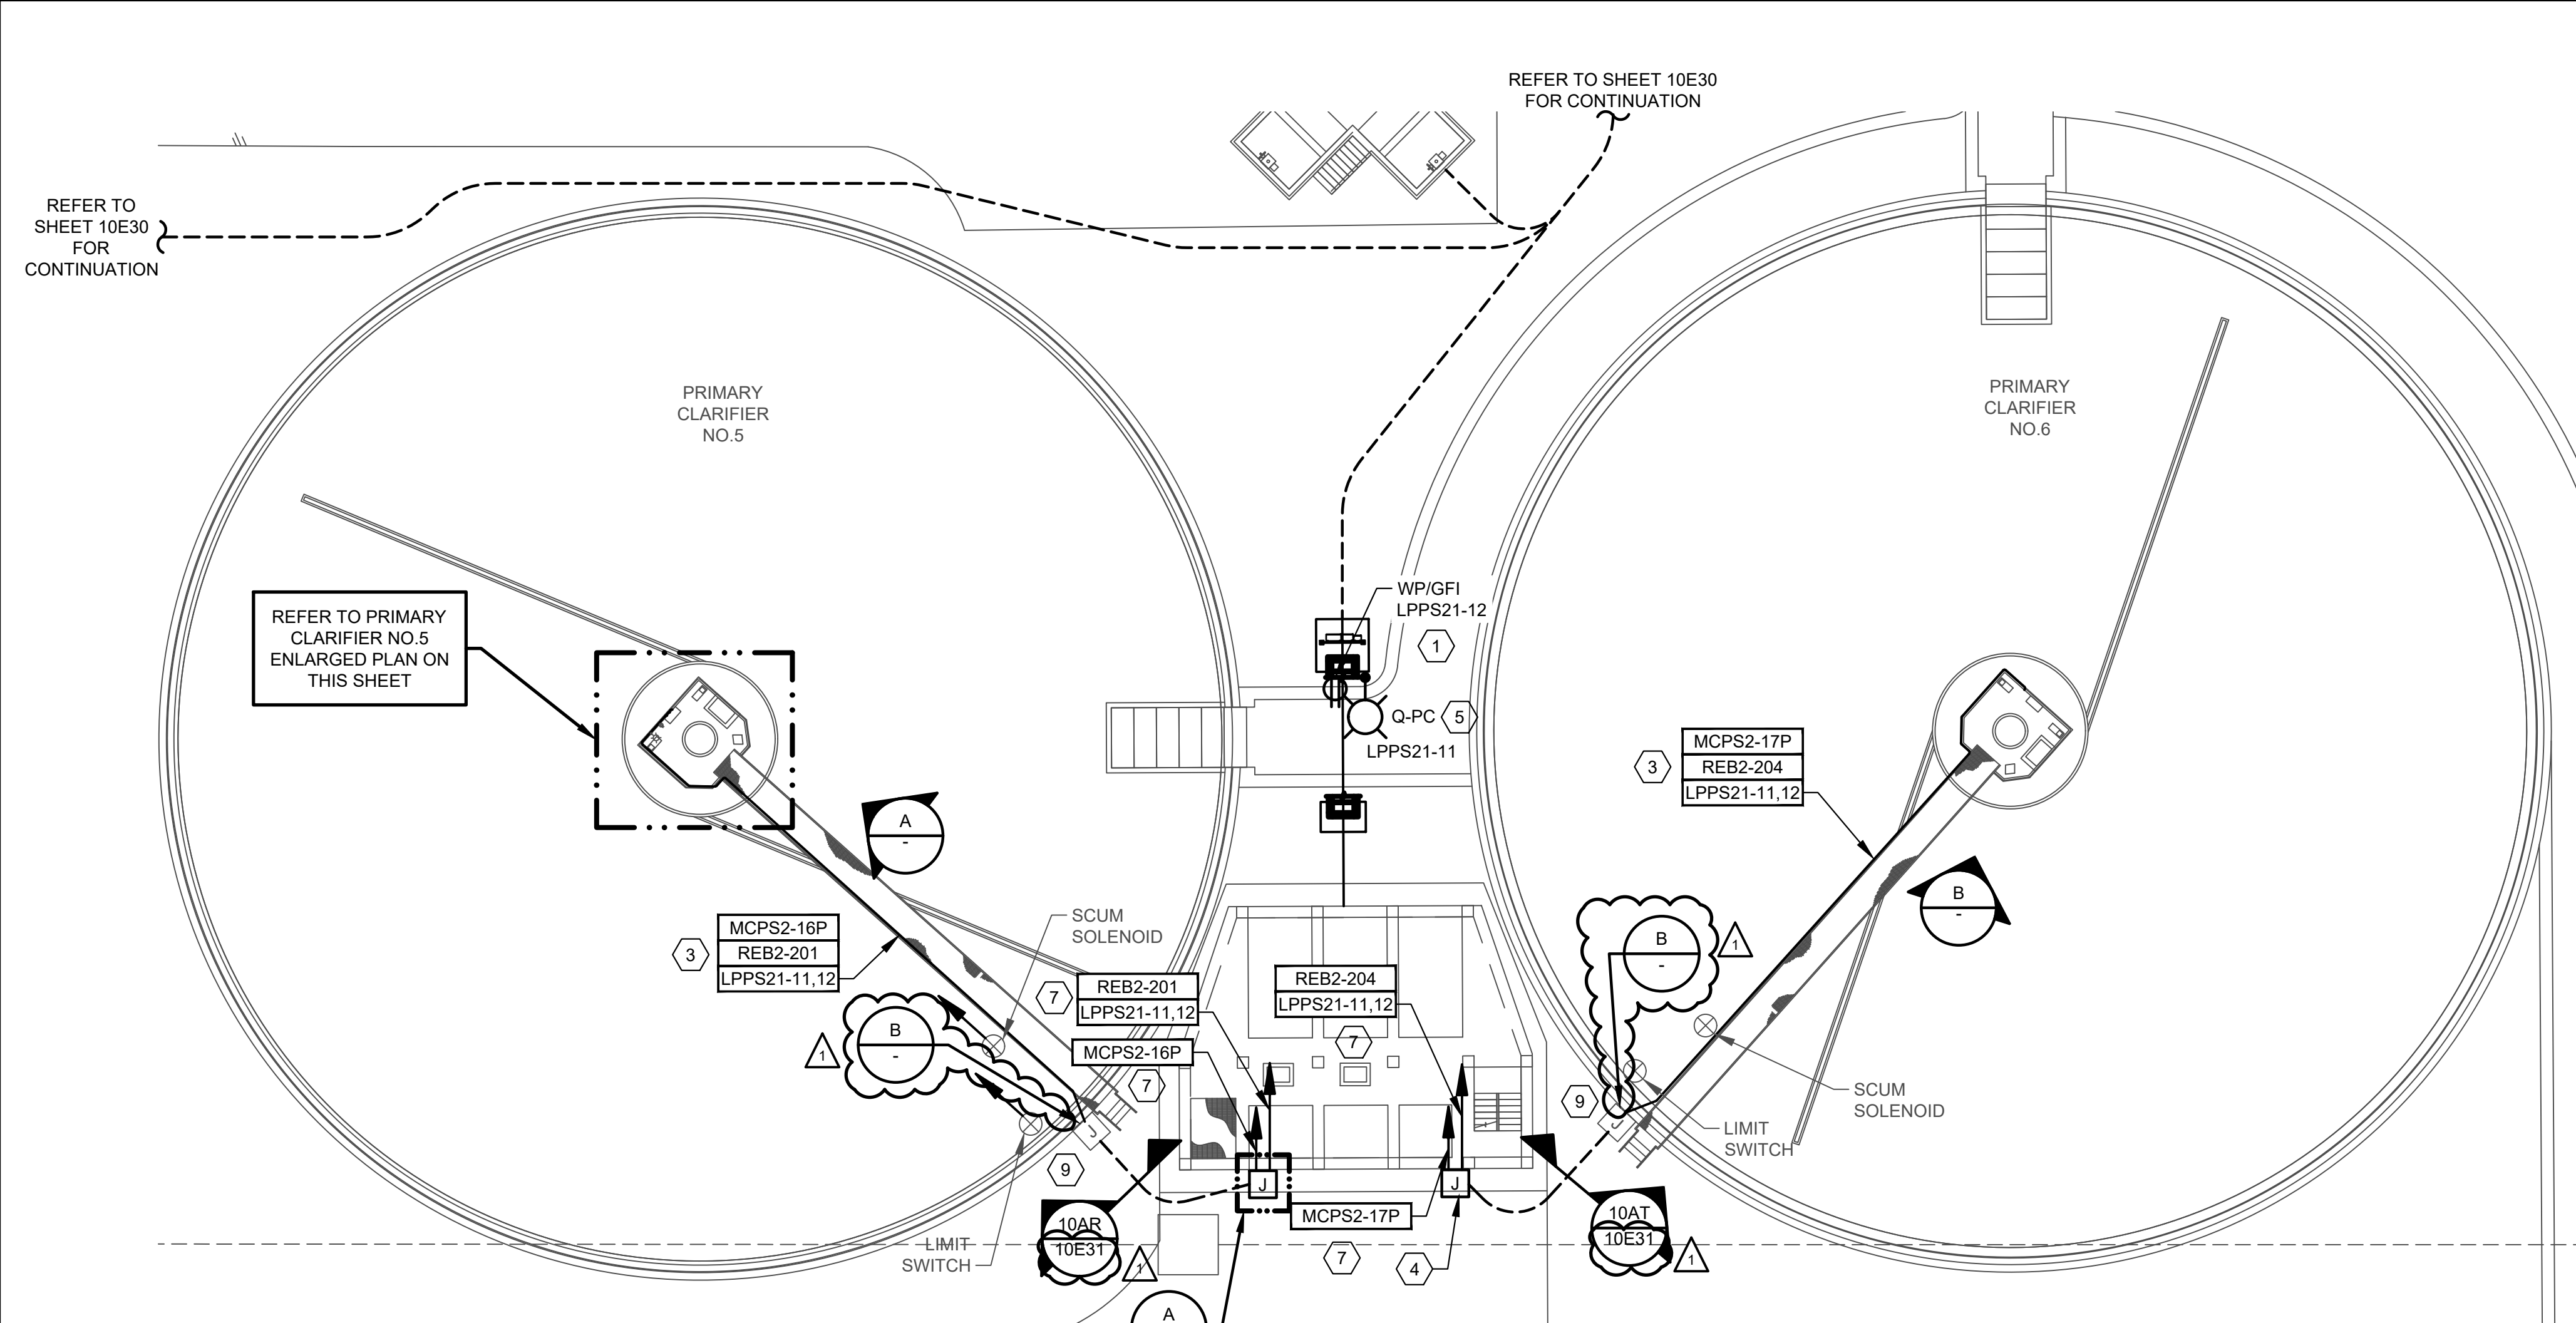 REFER TO SHEET 10E30
FOR CONTINUATION
REFER TO
SHEET 10E30
FOR
CONTINUATION
PRIMARY
CLARIFIER
NO.5
PRIMARY
CLARIFIER
NO.6
REFER TO PRIMARY
CLARIFIER NO.5
ENLARGED PLAN ON
THIS SHEET
WP/GFI
LPPS21-12
1
Q-PC
5
LPPS21-11
3
MCPS2-17P
REB2-204
LPPS21-11,12
A
-
B
-
3
MCPS2-16P
REB2-201
LPPS21-11,12
SCUM
SOLENOID
7
REB2-201
LPPS21-11,12
REB2-204
LPPS21-11,12
7
B
-
1
B
-
1
MCPS2-16P
7
9
SCUM
SOLENOID
LIMIT
SWITCH
J
J
9
J
J
MCPS2-17P
7
4
10AR
10E31
1
10AT
10E31
1
LIMIT
SWITCH
A